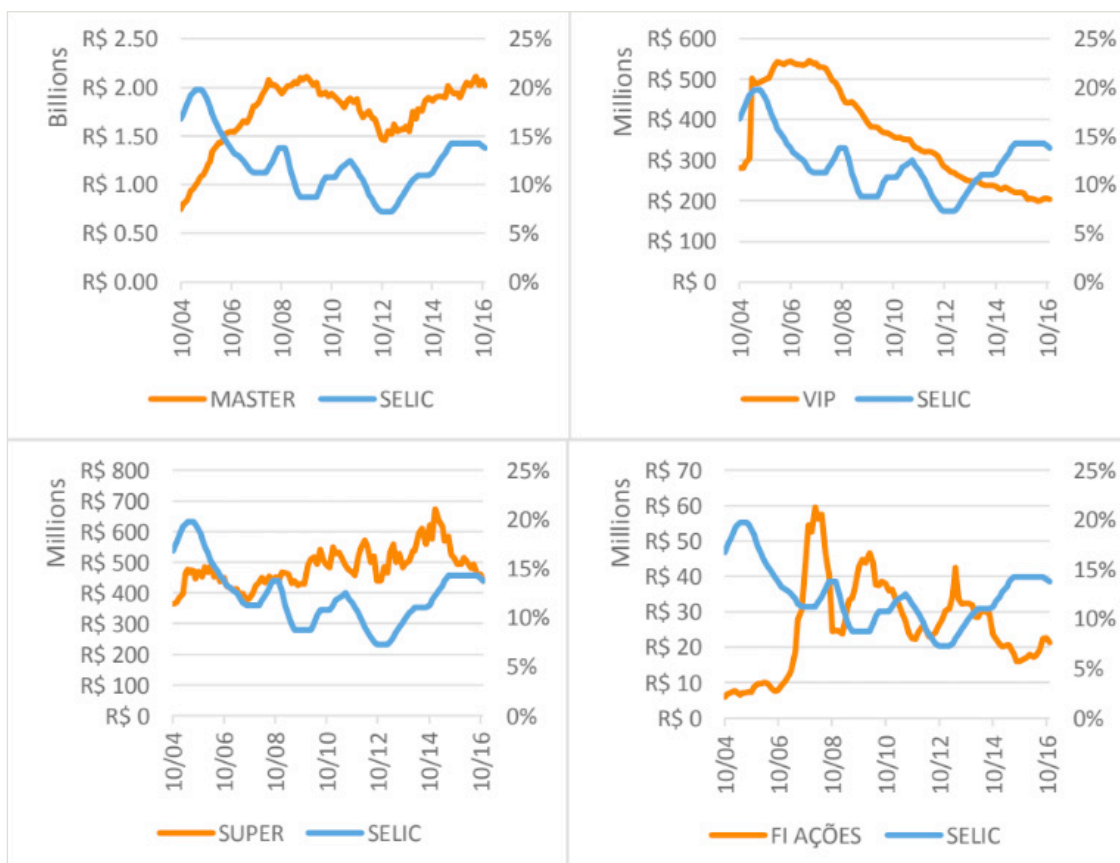 Billions
R$ 2.50
R$ 2.00
R$ 1.50
R$ 1.00
R$ 0.50
R$ 0.00
25%
20%
15%
10%
5%
0%
10/04
10/06
10/08
10/10
10/12
10/14
10/16
MASTER SELIC
Millions
R$ 600
R$ 500
R$ 400
R$ 300
R$ 200
R$ 100
R$ 0
25%
20%
15%
10%
5%
0%
10/04
10/06
10/08
10/10
10/12
10/14
10/16
VIP SELIC
Millions
R$ 800
R$ 700
R$ 600
R$ 500
R$ 400
R$ 300
R$ 200
R$ 100
R$ 0
25%
20%
15%
10%
5%
0%
10/04
10/06
10/08
10/10
10/12
10/14
10/16
SUPER SELIC
Millions
R$ 70
R$ 60
R$ 50
R$ 40
R$ 30
R$ 20
R$ 10
R$ 0
25%
20%
15%
10%
5%
0%
10/04
10/06
10/08
10/10
10/12
10/14
10/16
FI AÇÕES SELIC